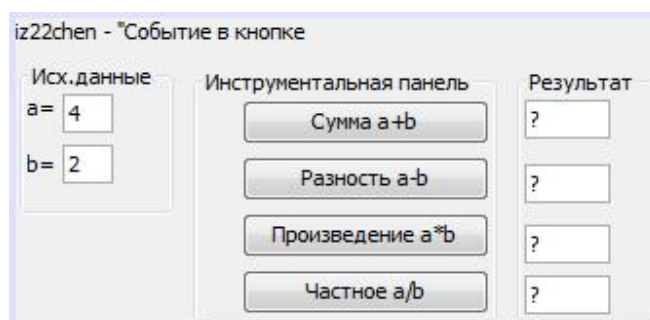 iz22chen - "Событие в кнопке
Исх.данные
a= 4
b= 2
Инструментальная панель
Сумма a+b
Разность a-b
Произведение a*b
Частное a/b
Результат
?
?
?
?